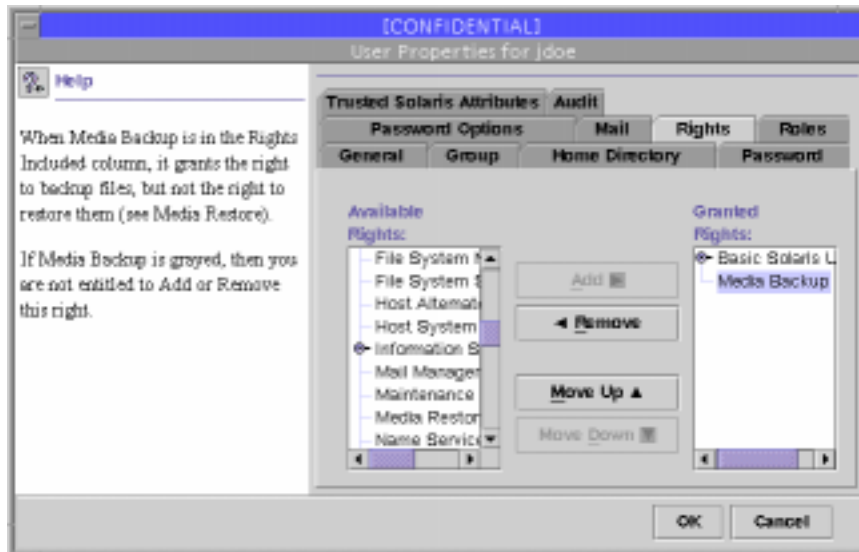 [CONFIDENTIAL]
User Properties for jdoe
Help
When Media Backup is in the Rights
Included column, it grants the right
to backup files, but not the right to
restore them (see Media Restore).
If Media Backup is grayed, then you
are not entitled to Add or Remove
this right.
Trusted Solaris Attributes Audit
Password Options Mail Rights Roles
General Group Home Directory Password
Available
Rights:
File System
File System
Host Alternat
Host System
Information S
Mail Manager
Maintenance
Media Restor
Name Servic
Add
Remove
Move Up
Move Down
Granted
Rights:
Basic Solaris U
Media Backup
OK Cancel